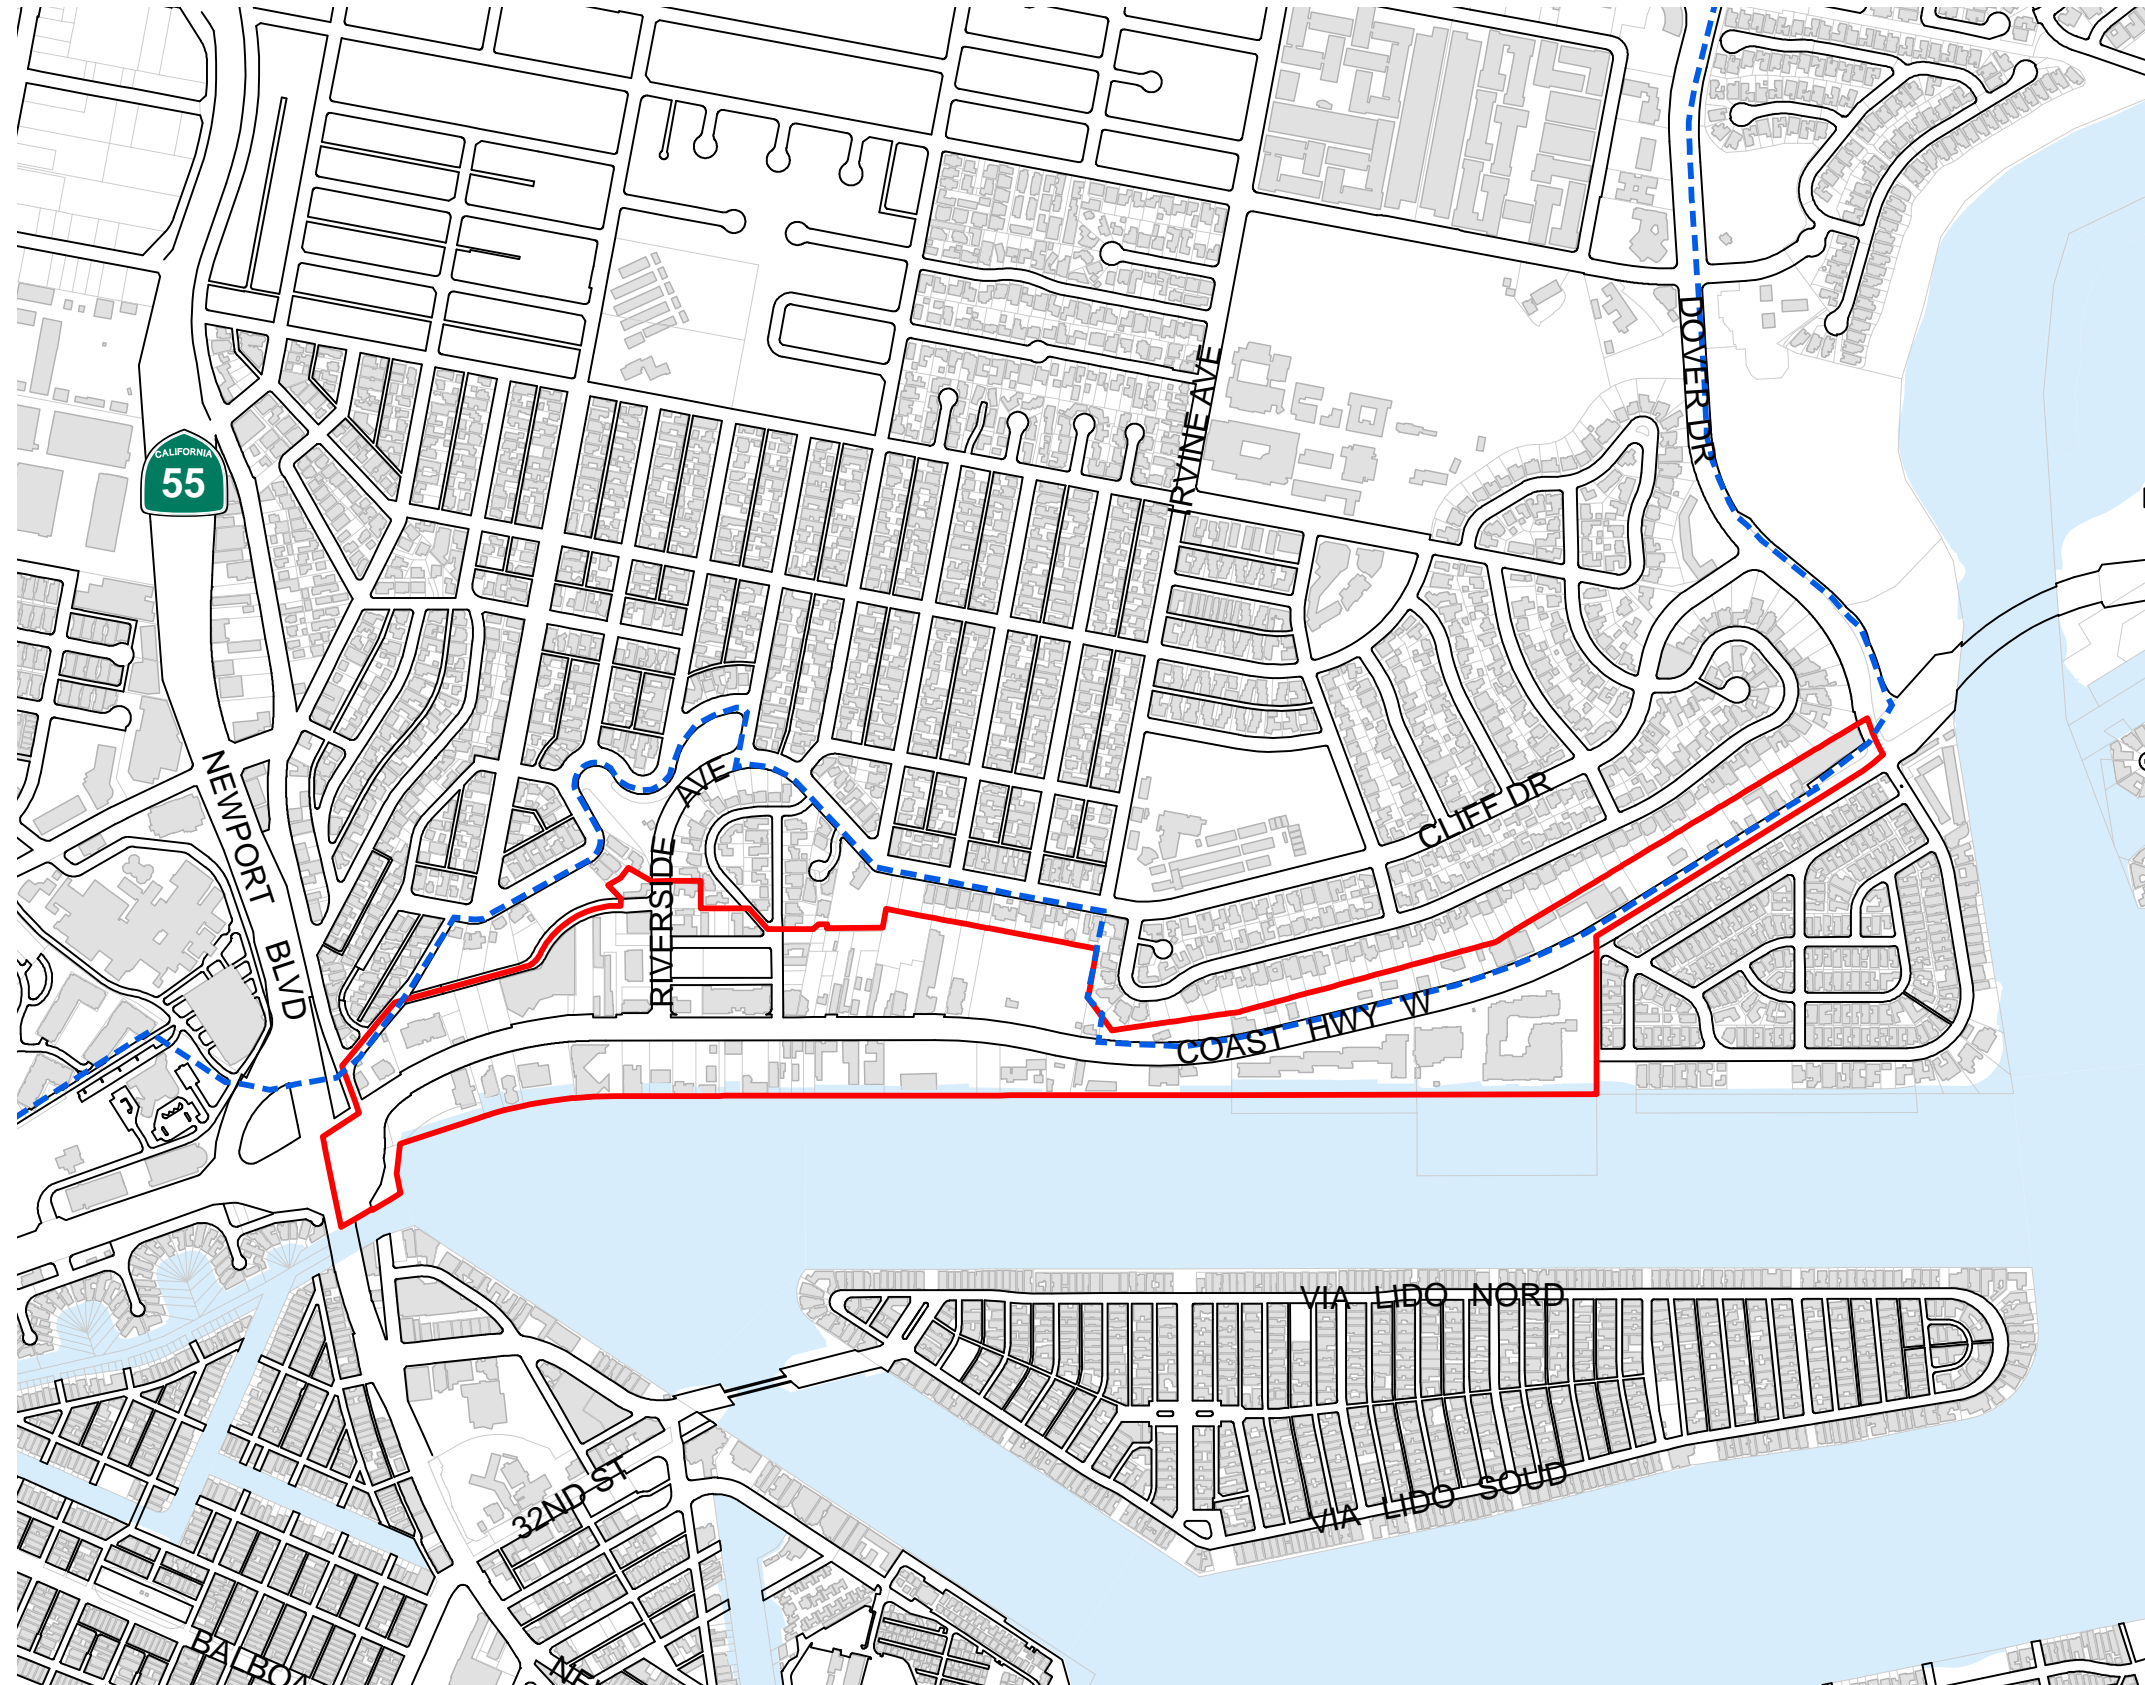 DOVER DR
IRVINE AVE
CALIFORNIA
55
NEWPORT BLVD
RIVERSIDE AVE
CLIFF DR
COAST HWY W
VIA LIDO NORD
VIA LIDO SOUD
32ND ST
BALBOA